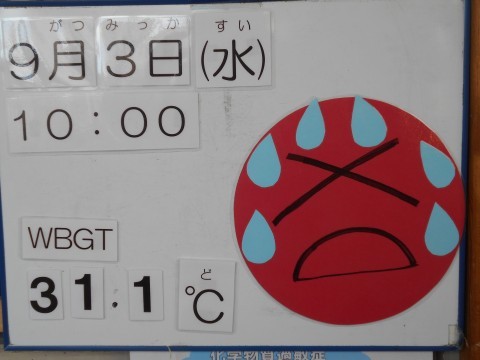 がつ みっか すい
9月 3日 (水)
10:00
WBGT
31.1
ど
℃